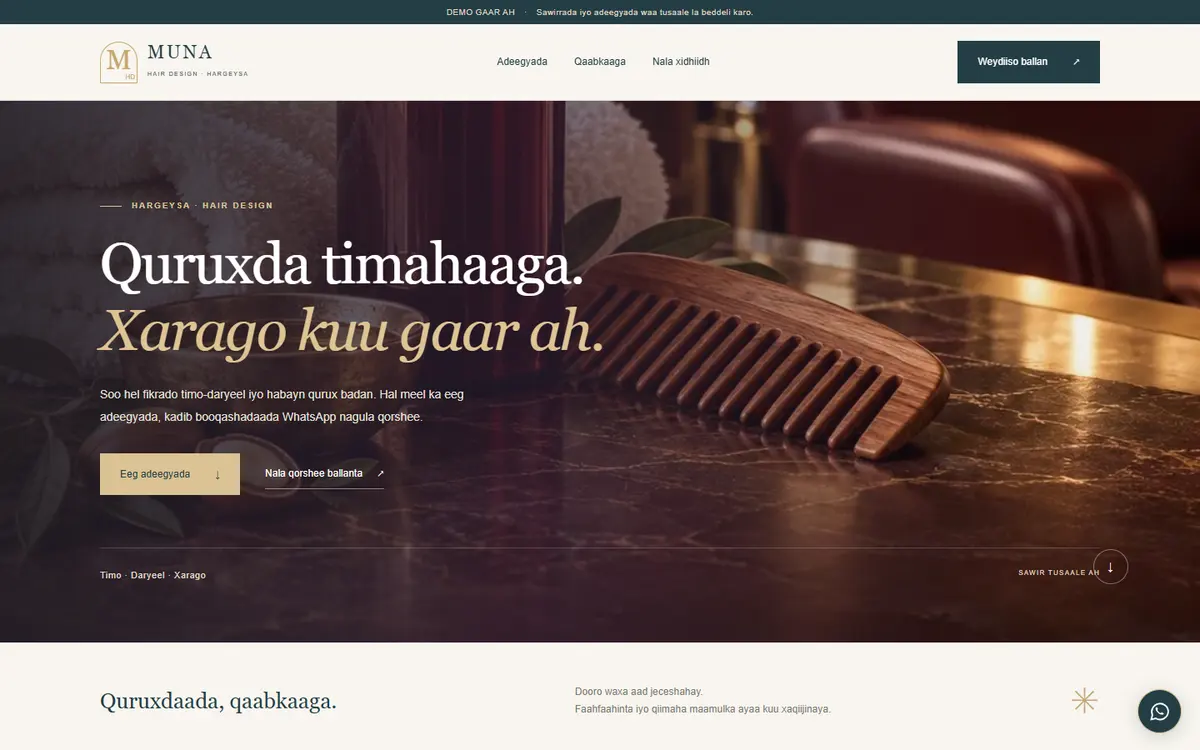 DEMO GAAR AH · Sawirrada iyo adeegyada waa tusaale la beddeli karo.
M
HD
MUNA
HAIR DESIGN · HARGEYSA
Adeegyada Qaabkaaga Nala xidhiidh
Weydiiso ballan ↗
HARGEYSA · HAIR DESIGN
Quruxda timahaaga.
Xarago kuu gaar ah.
Soo hel fikrado timo-daryeel iyo habayn qurux badan. Hal meel ka eeg
adeegyada, kadib booqashadaada WhatsApp nagula qorshee.
Eeg adeegyada ↓
Nala qorshee ballanta ↗
Timo · Daryeel · Xarago
SAWIR TUSAALE AH ↓
Quruxdaada, qaabkaaga.
Dooro waxa aad jeceshahay.
Faahfaahinta iyo qiimaha maamulka ayaa kuu xaqiijinaya.